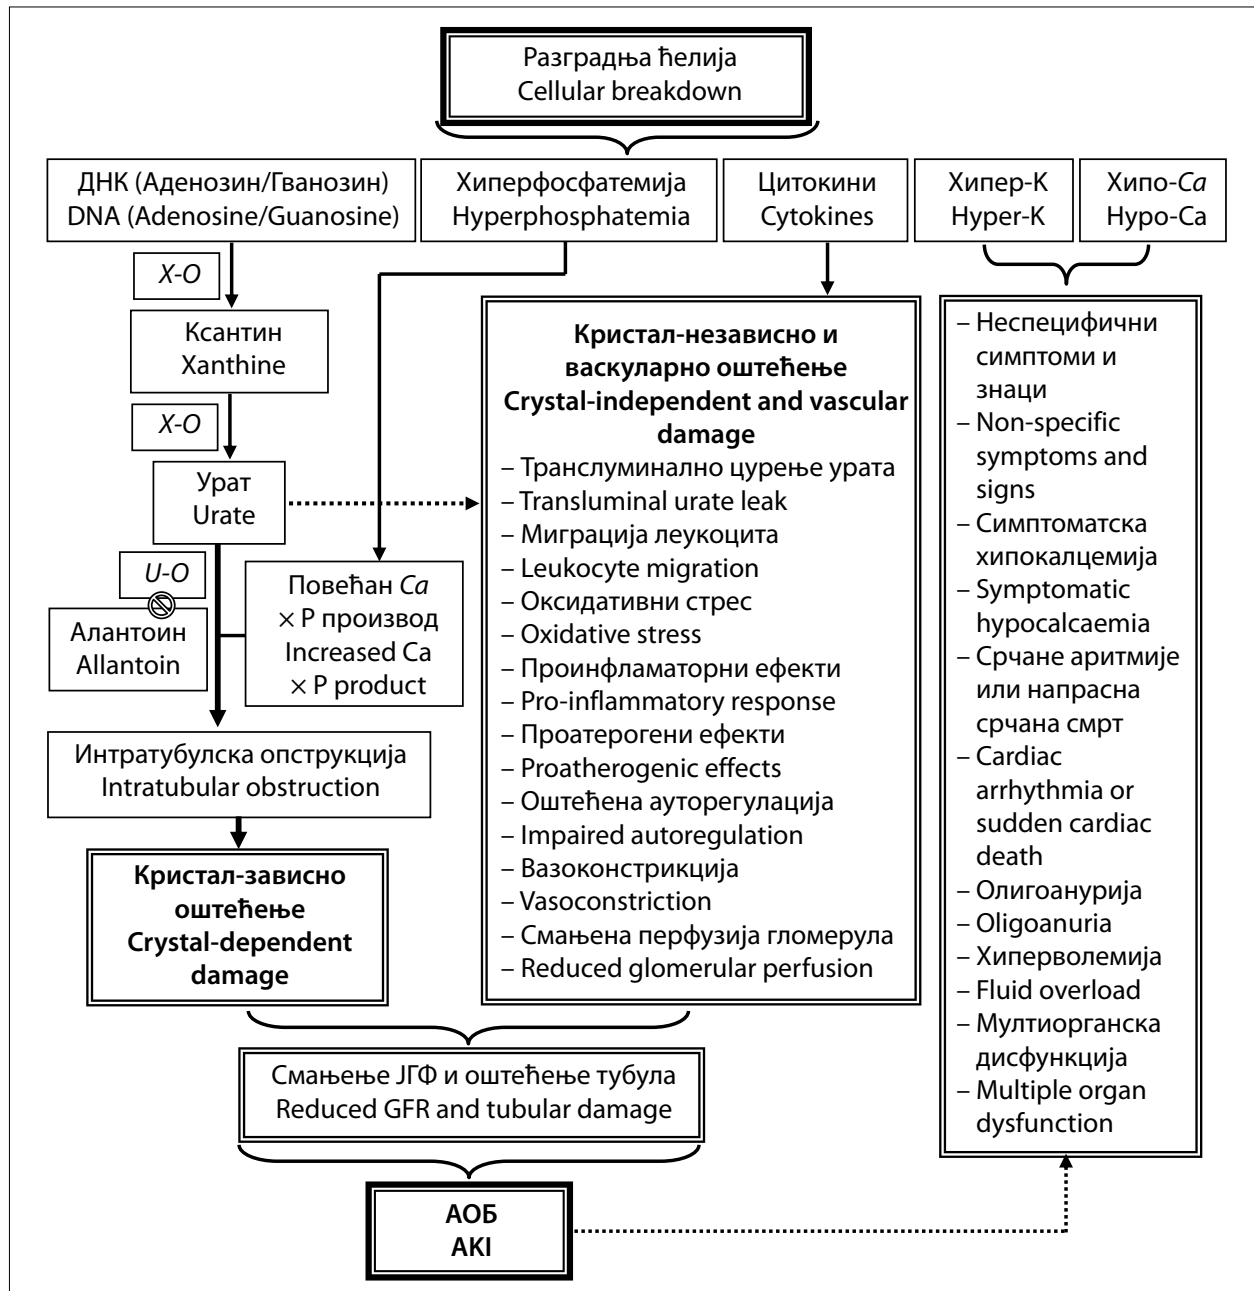 Разградња ћелија
Cellular breakdown
ДНК (Аденозин/Гванозин)
DNA (Adenosine/Guanosine)
Хиперфосфатемија
Hyperphosphatemia
Цитокини
Cytokines
Хипер-К
Hyper-K
Хипо-Ca
Hypo-Ca
X-O
Ксантин
Xanthine
X-O
Урат
Urate
U-O
Алантоин
Allantoin
Повећан Ca
× P производ
Increased Ca
× P product
Интратубулска опструкција
Intratubular obstruction
Кристал-зависно
оштећење
Crystal-dependent
damage
Кристал-независно и
васкуларно оштећење
Crystal-independent and vascular
damage
– Транслуминално цурење урата
– Transluminal urate leak
– Миграција леукоцита
– Leukocyte migration
– Оксидативни стрес
– Oxidative stress
– Проинфламаторни ефекти
– Pro-inflammatory response
– Проатерогени ефекти
– Proatherogenic effects
– Оштећена ауторегулација
– Impaired autoregulation
– Вазоконстрикција
– Vasoconstriction
– Смањена перфузија гломерула
– Reduced glomerular perfusion
– Неспецифични
симптоми и
знаци
– Non-specific
symptoms and
signs
– Симптоматска
хипокалцемија
– Symptomatic
hypocalcaemia
– Срчане аритмије
или напрасна
срчана смрт
– Cardiac
arrhythmia or
sudden cardiac
death
– Олигоанурија
– Oligoanuria
– Хиперволемија
– Fluid overload
– Мултиорганска
дисфункција
– Multiple organ
dysfunction
Смањење ЈГФ и оштећење тубула
Reduced GFR and tubular damage
АОБ
AKI